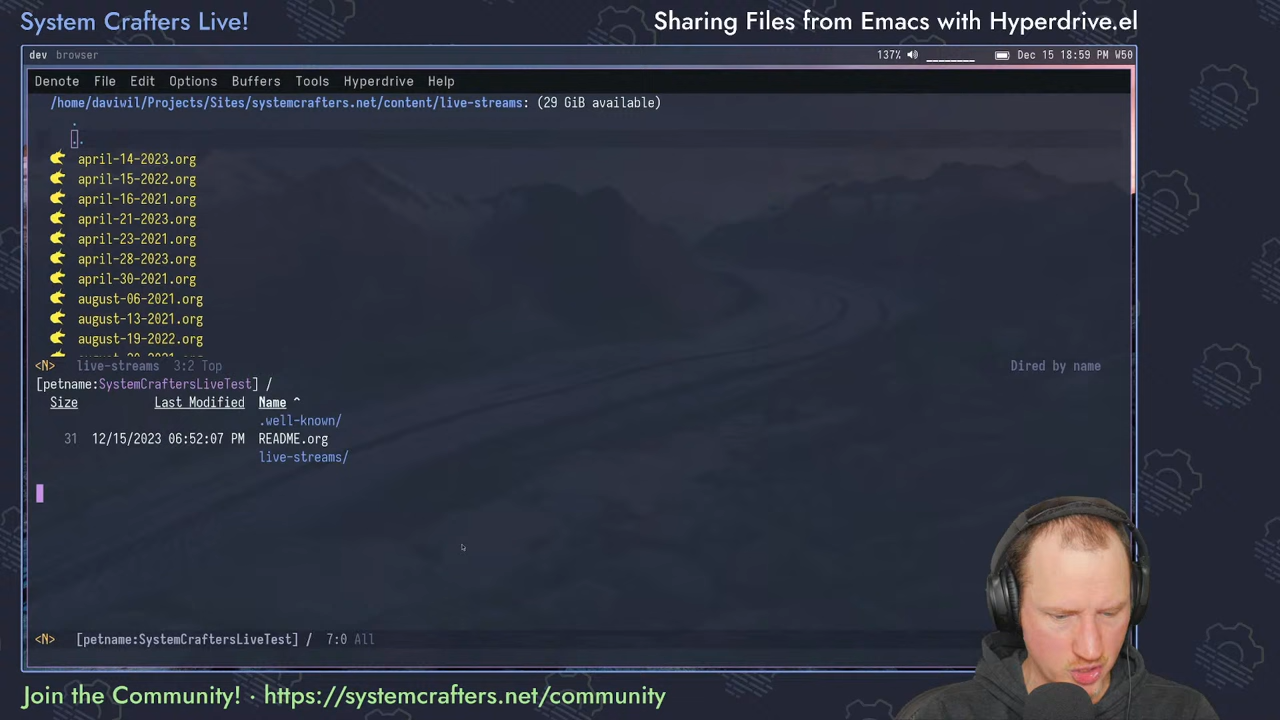 System Crafters Live!
Sharing Files from Emacs with Hyperdrive.el
dev browser 137% Dec 15 18:59 PM W50
Denote File Edit Options Buffers Tools Hyperdrive Help
/home/daviwil/Projects/Sites/systemcrafters.net/content/live-streams: (29 GiB available)
.
..
april-14-2023.org
april-15-2022.org
april-16-2021.org
april-21-2023.org
april-23-2021.org
april-28-2023.org
april-30-2021.org
august-06-2021.org
august-13-2021.org
august-19-2022.org
<N> live-streams 3:2 Top Dired by name
[petname:SystemCraftersLiveTest] /
Size Last Modified Name ^
.well-known/
31 12/15/2023 06:52:07 PM README.org
live-streams/
<N> [petname:SystemCraftersLiveTest] / 7:0 All
Join the Community! · https://systemcrafters.net/community